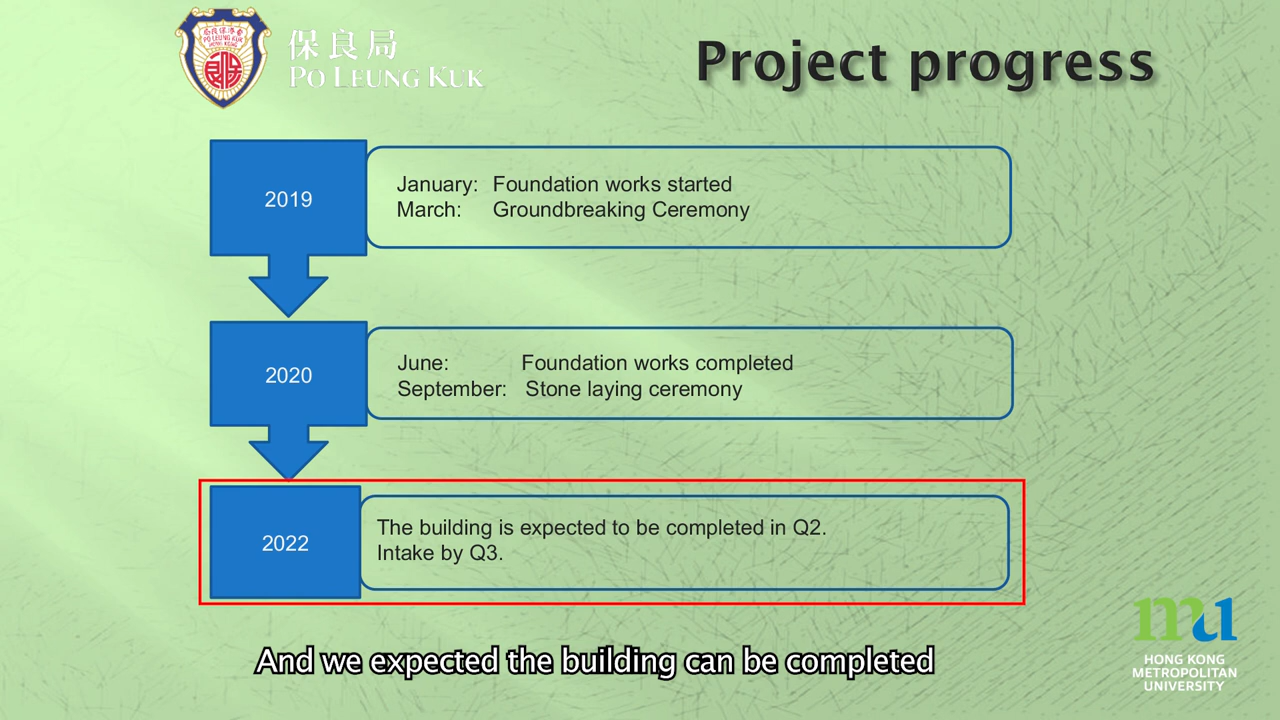 保良局
PO LEUNG KUK
Project progress
2019
January: Foundation works started
March: Groundbreaking Ceremony
2020
June: Foundation works completed
September: Stone laying ceremony
2022
The building is expected to be completed in Q2.
Intake by Q3.
And we expected the building can be completed
mu
HONG KONG
METROPOLITAN
UNIVERSITY